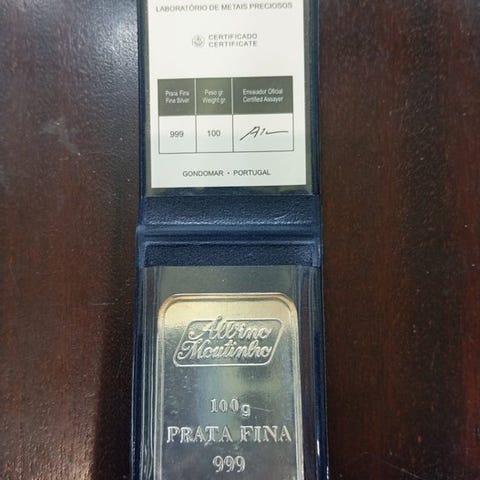 LABORATÓRIO DE METAIS PRECIOSOS
CERTIFICADO
CERTIFICATE
Prata Fina
Fine Silver
Peso gr.
Weight gr.
Ensaiador Oficial
Certified Assayer
999
100
GONDOMAR • PORTUGAL
Albino
Moutinho
100g
PRATA FINA
999